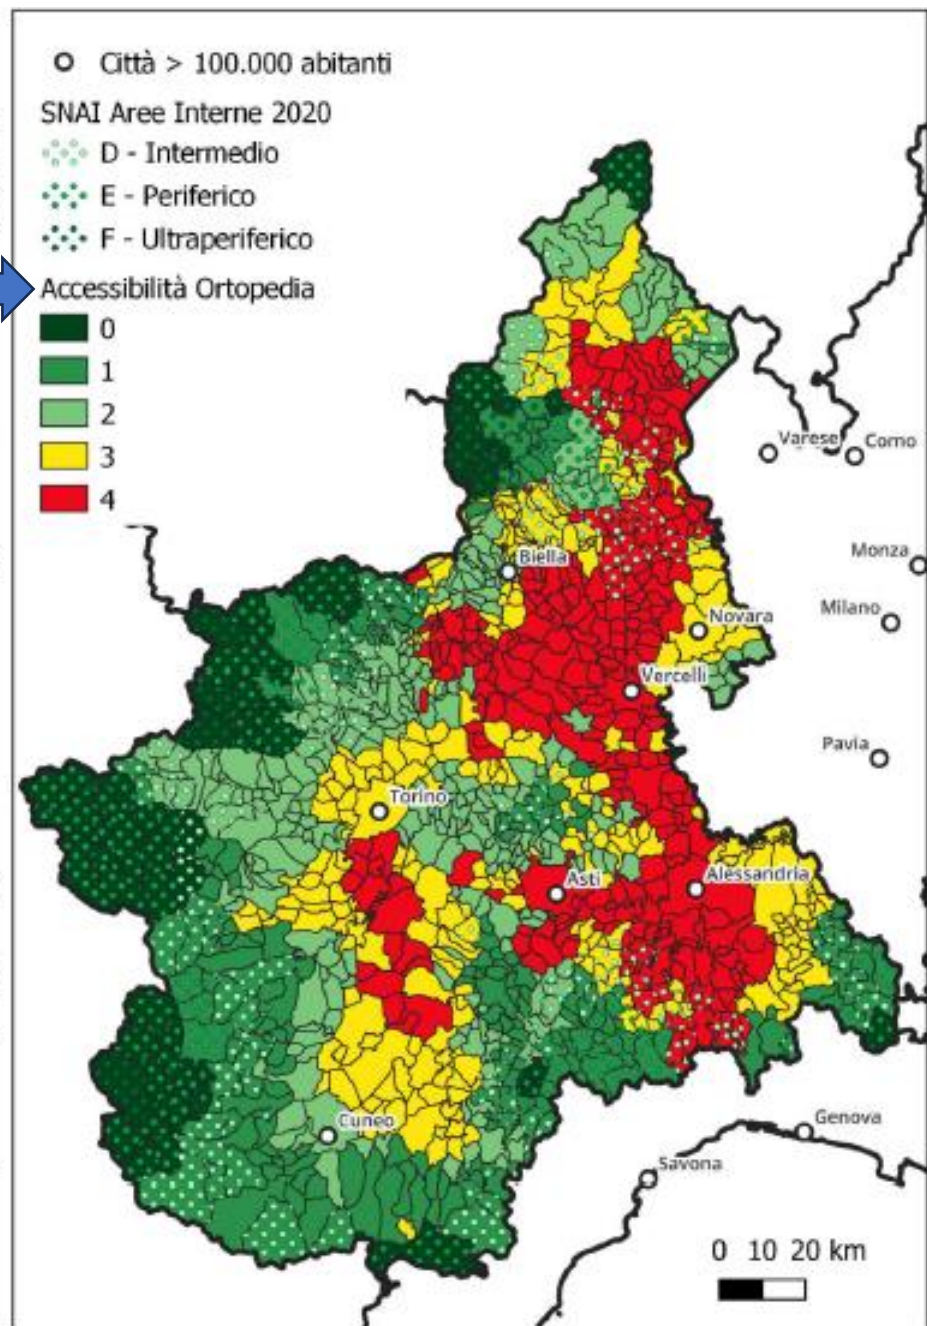 Città > 100.000 abitanti
SNAI Aree Interne 2020
D - Intermedio
E - Periferico
F - Ultraperiferico
Accessibilità Ortopedia
0
1
2
3
4
Varese
Como
Monza
Biella
Milano
Novara
Vercelli
Pavia
Torino
Asti
Alessandria
Cuneo
Genova
Savona
0 10 20 km